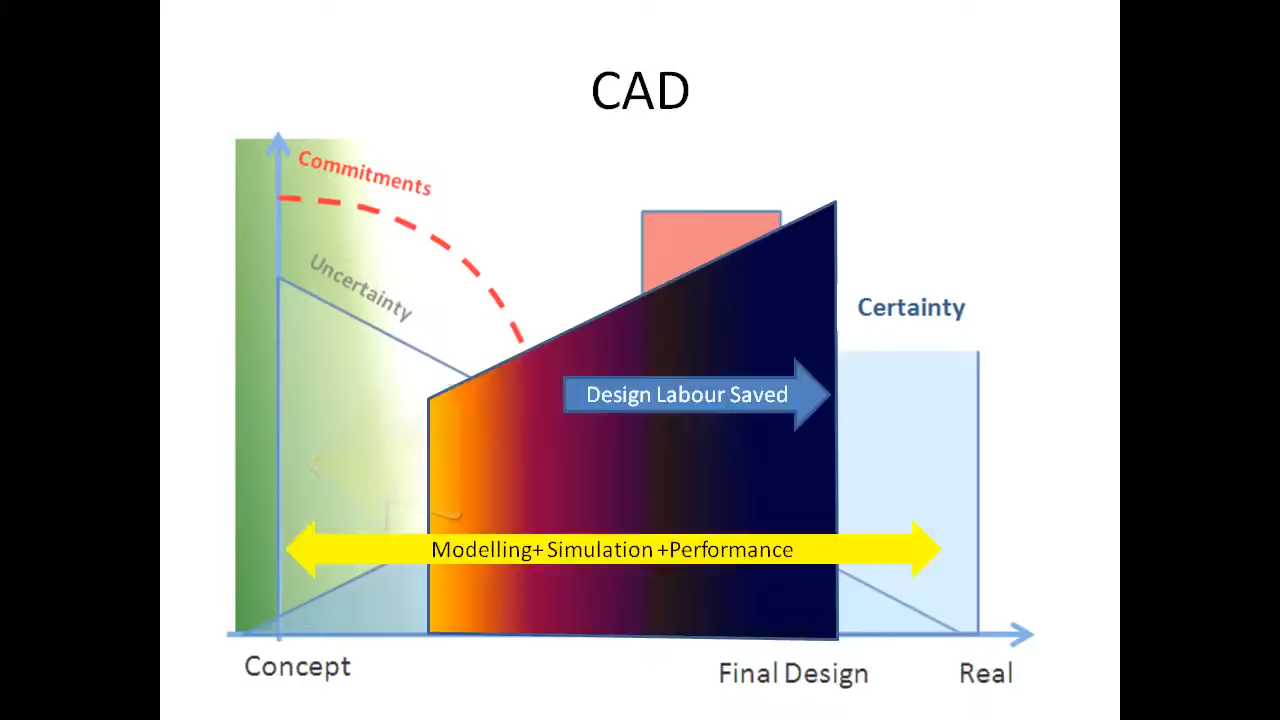 CAD
Commitments
Uncertainty
Certainty
Design Labour Saved
Modelling+ Simulation +Performance
Concept
Final Design
Real